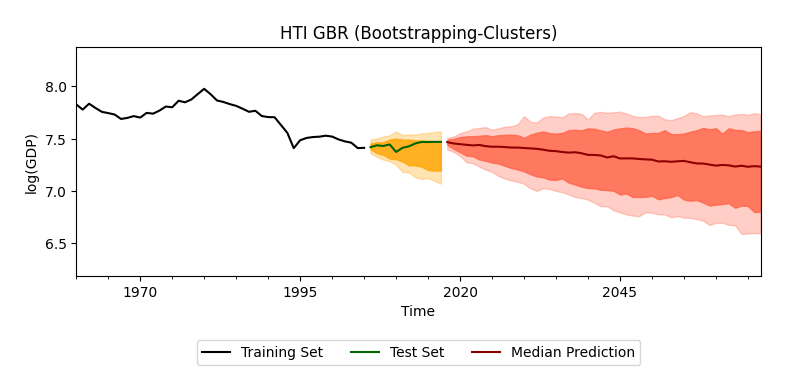 HTI GBR (Bootstrapping-Clusters)
log(GDP)
8.0
7.5
7.0
6.5
1970 1995 2020 2045
Time
Training Set Test Set Median Prediction